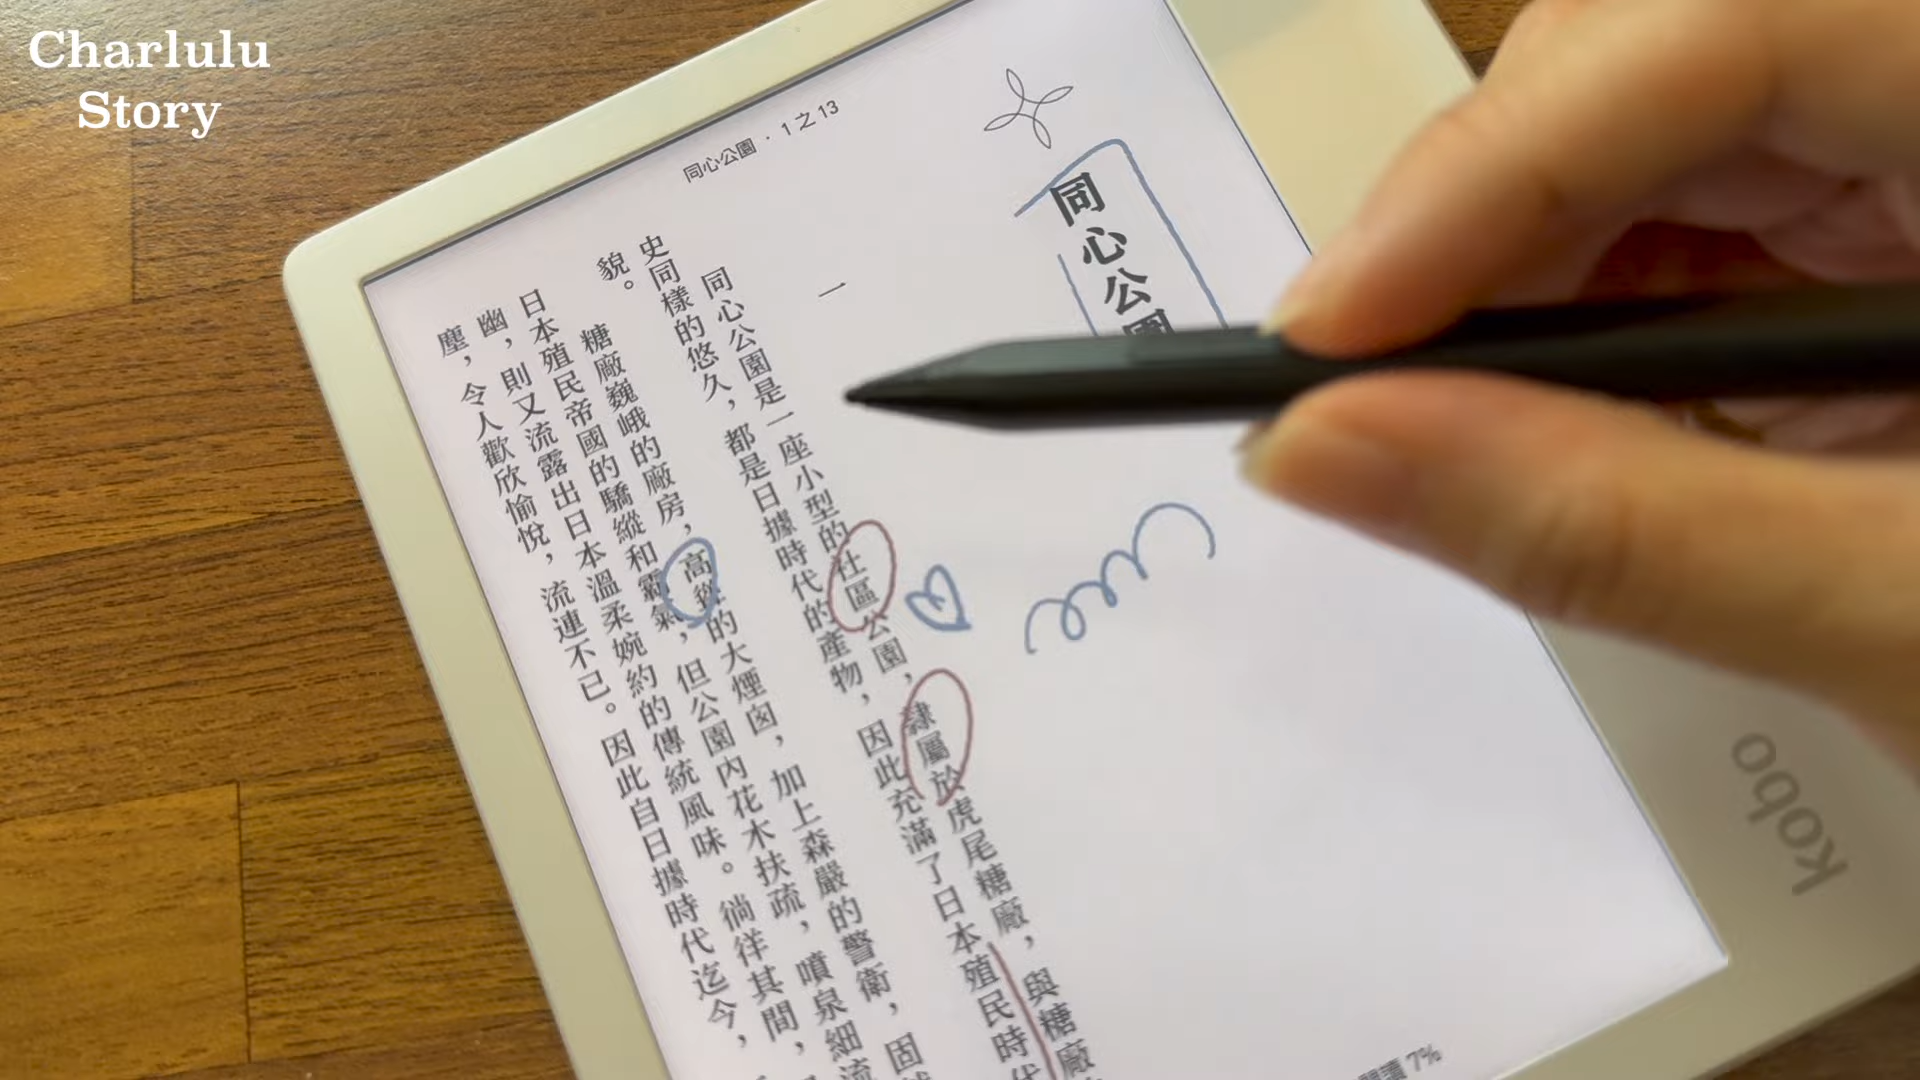 Charlulu
Story
同心公園・1 之 13
同心公園
一
同心公園是一座小型的社區公園，隸屬於虎尾糖廠，與糖廠
史同樣的悠久，都是日據時代的產物，因此充滿了日本殖民時代
貌。
糖廠巍峨的廠房，高聳的大煙囪，加上森嚴的警衛，固
日本殖民帝國的驕縱和霸氣，但公園內花木扶疏，噴泉細流
幽，則又流露出日本溫柔婉約的傳統風味。徜徉其間，
塵，令人歡欣愉悅，流連不已。因此自日據時代迄今，
閱讀 7%
kobo